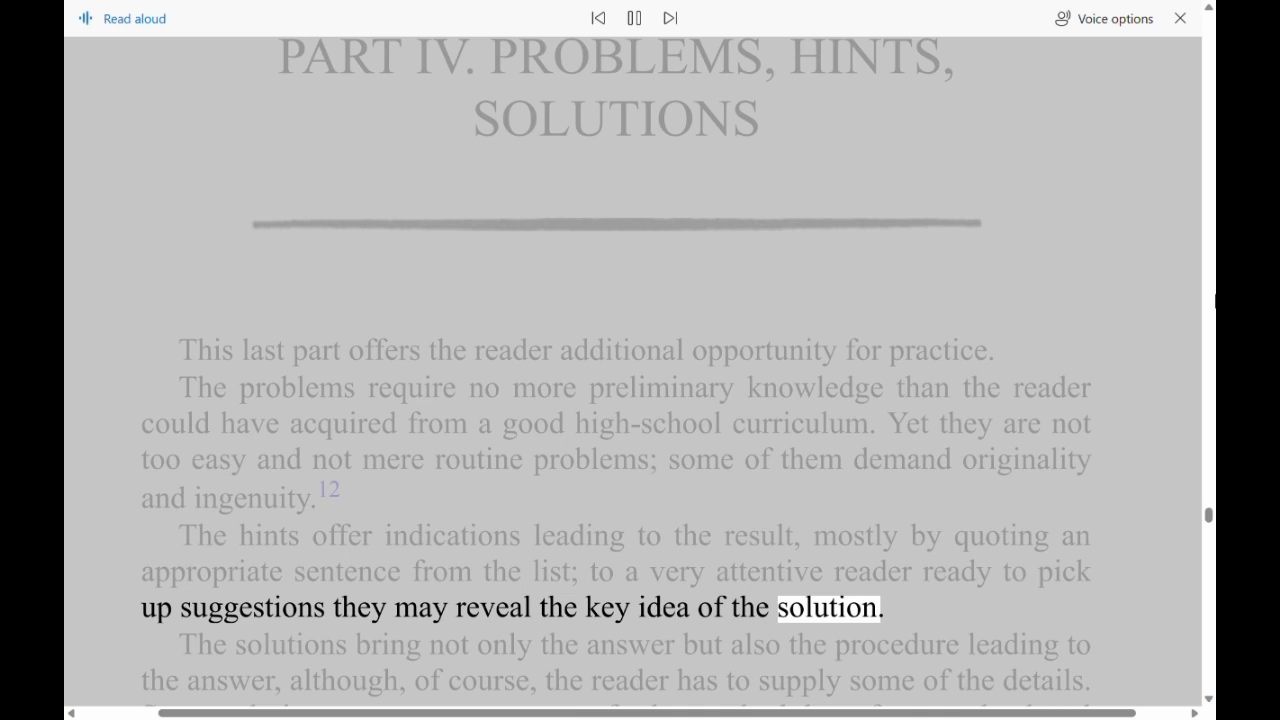 Read aloud
Voice options
PART IV. PROBLEMS, HINTS,
SOLUTIONS
This last part offers the reader additional opportunity for practice.
The problems require no more preliminary knowledge than the reader
could have acquired from a good high-school curriculum. Yet they are not
too easy and not mere routine problems; some of them demand originality
and ingenuity.12
The hints offer indications leading to the result, mostly by quoting an
appropriate sentence from the list; to a very attentive reader ready to pick
up suggestions they may reveal the key idea of the solution.
The solutions bring not only the answer but also the procedure leading to
the answer, although, of course, the reader has to supply some of the details.